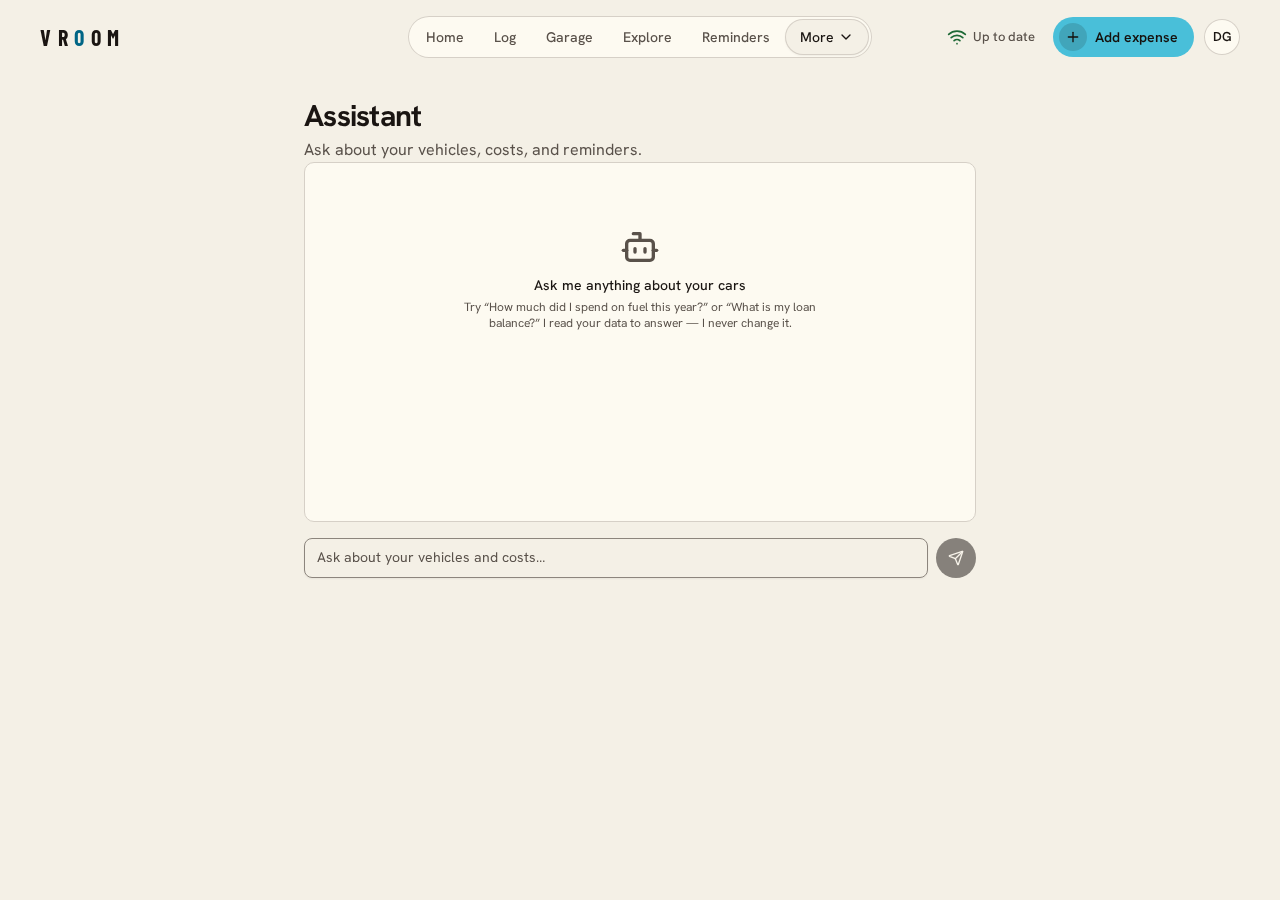 VROOM
Home
Log
Garage
Explore
Reminders
More
Up to date
Add expense
DG
Assistant
Ask about your vehicles, costs, and reminders.
Ask me anything about your cars
Try “How much did I spend on fuel this year?” or “What is my loan
balance?” I read your data to answer — I never change it.
Ask about your vehicles and costs...